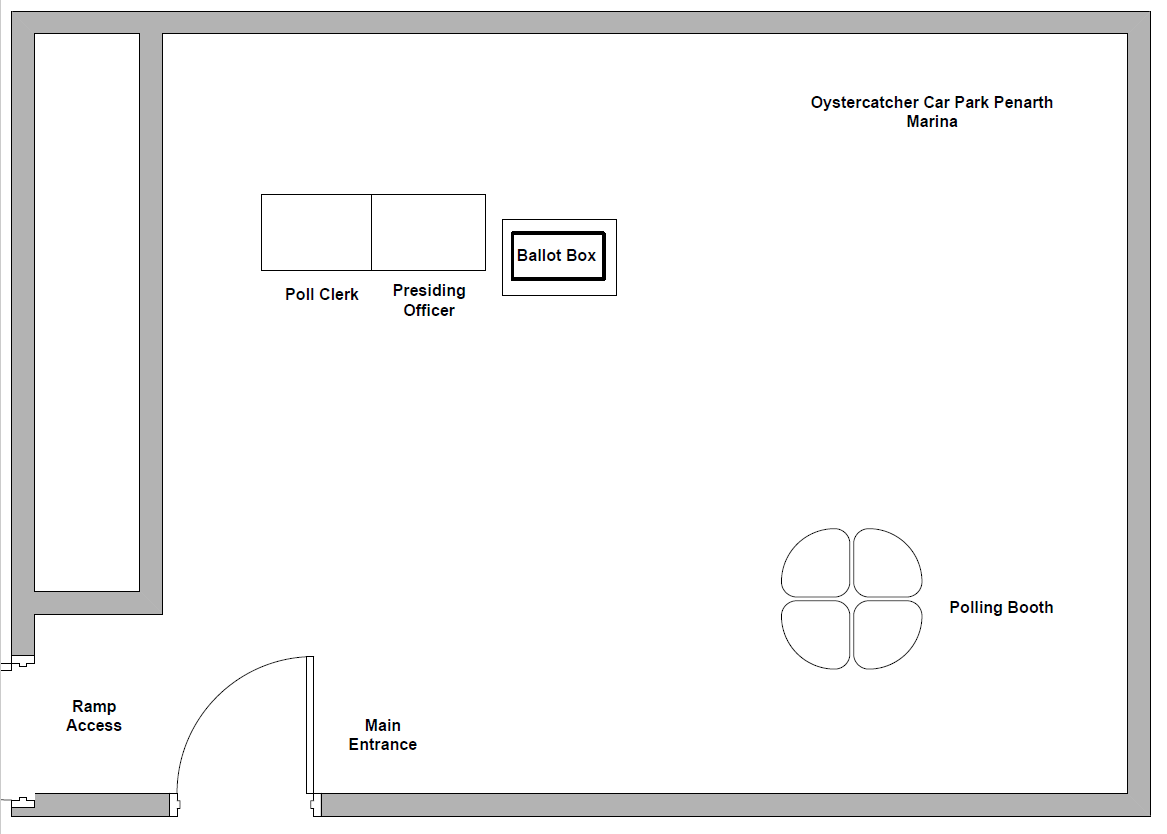 Oystercatcher Car Park Penarth
Marina
Ballot Box
Poll Clerk
Presiding
Officer
Polling Booth
Ramp
Access
Main
Entrance